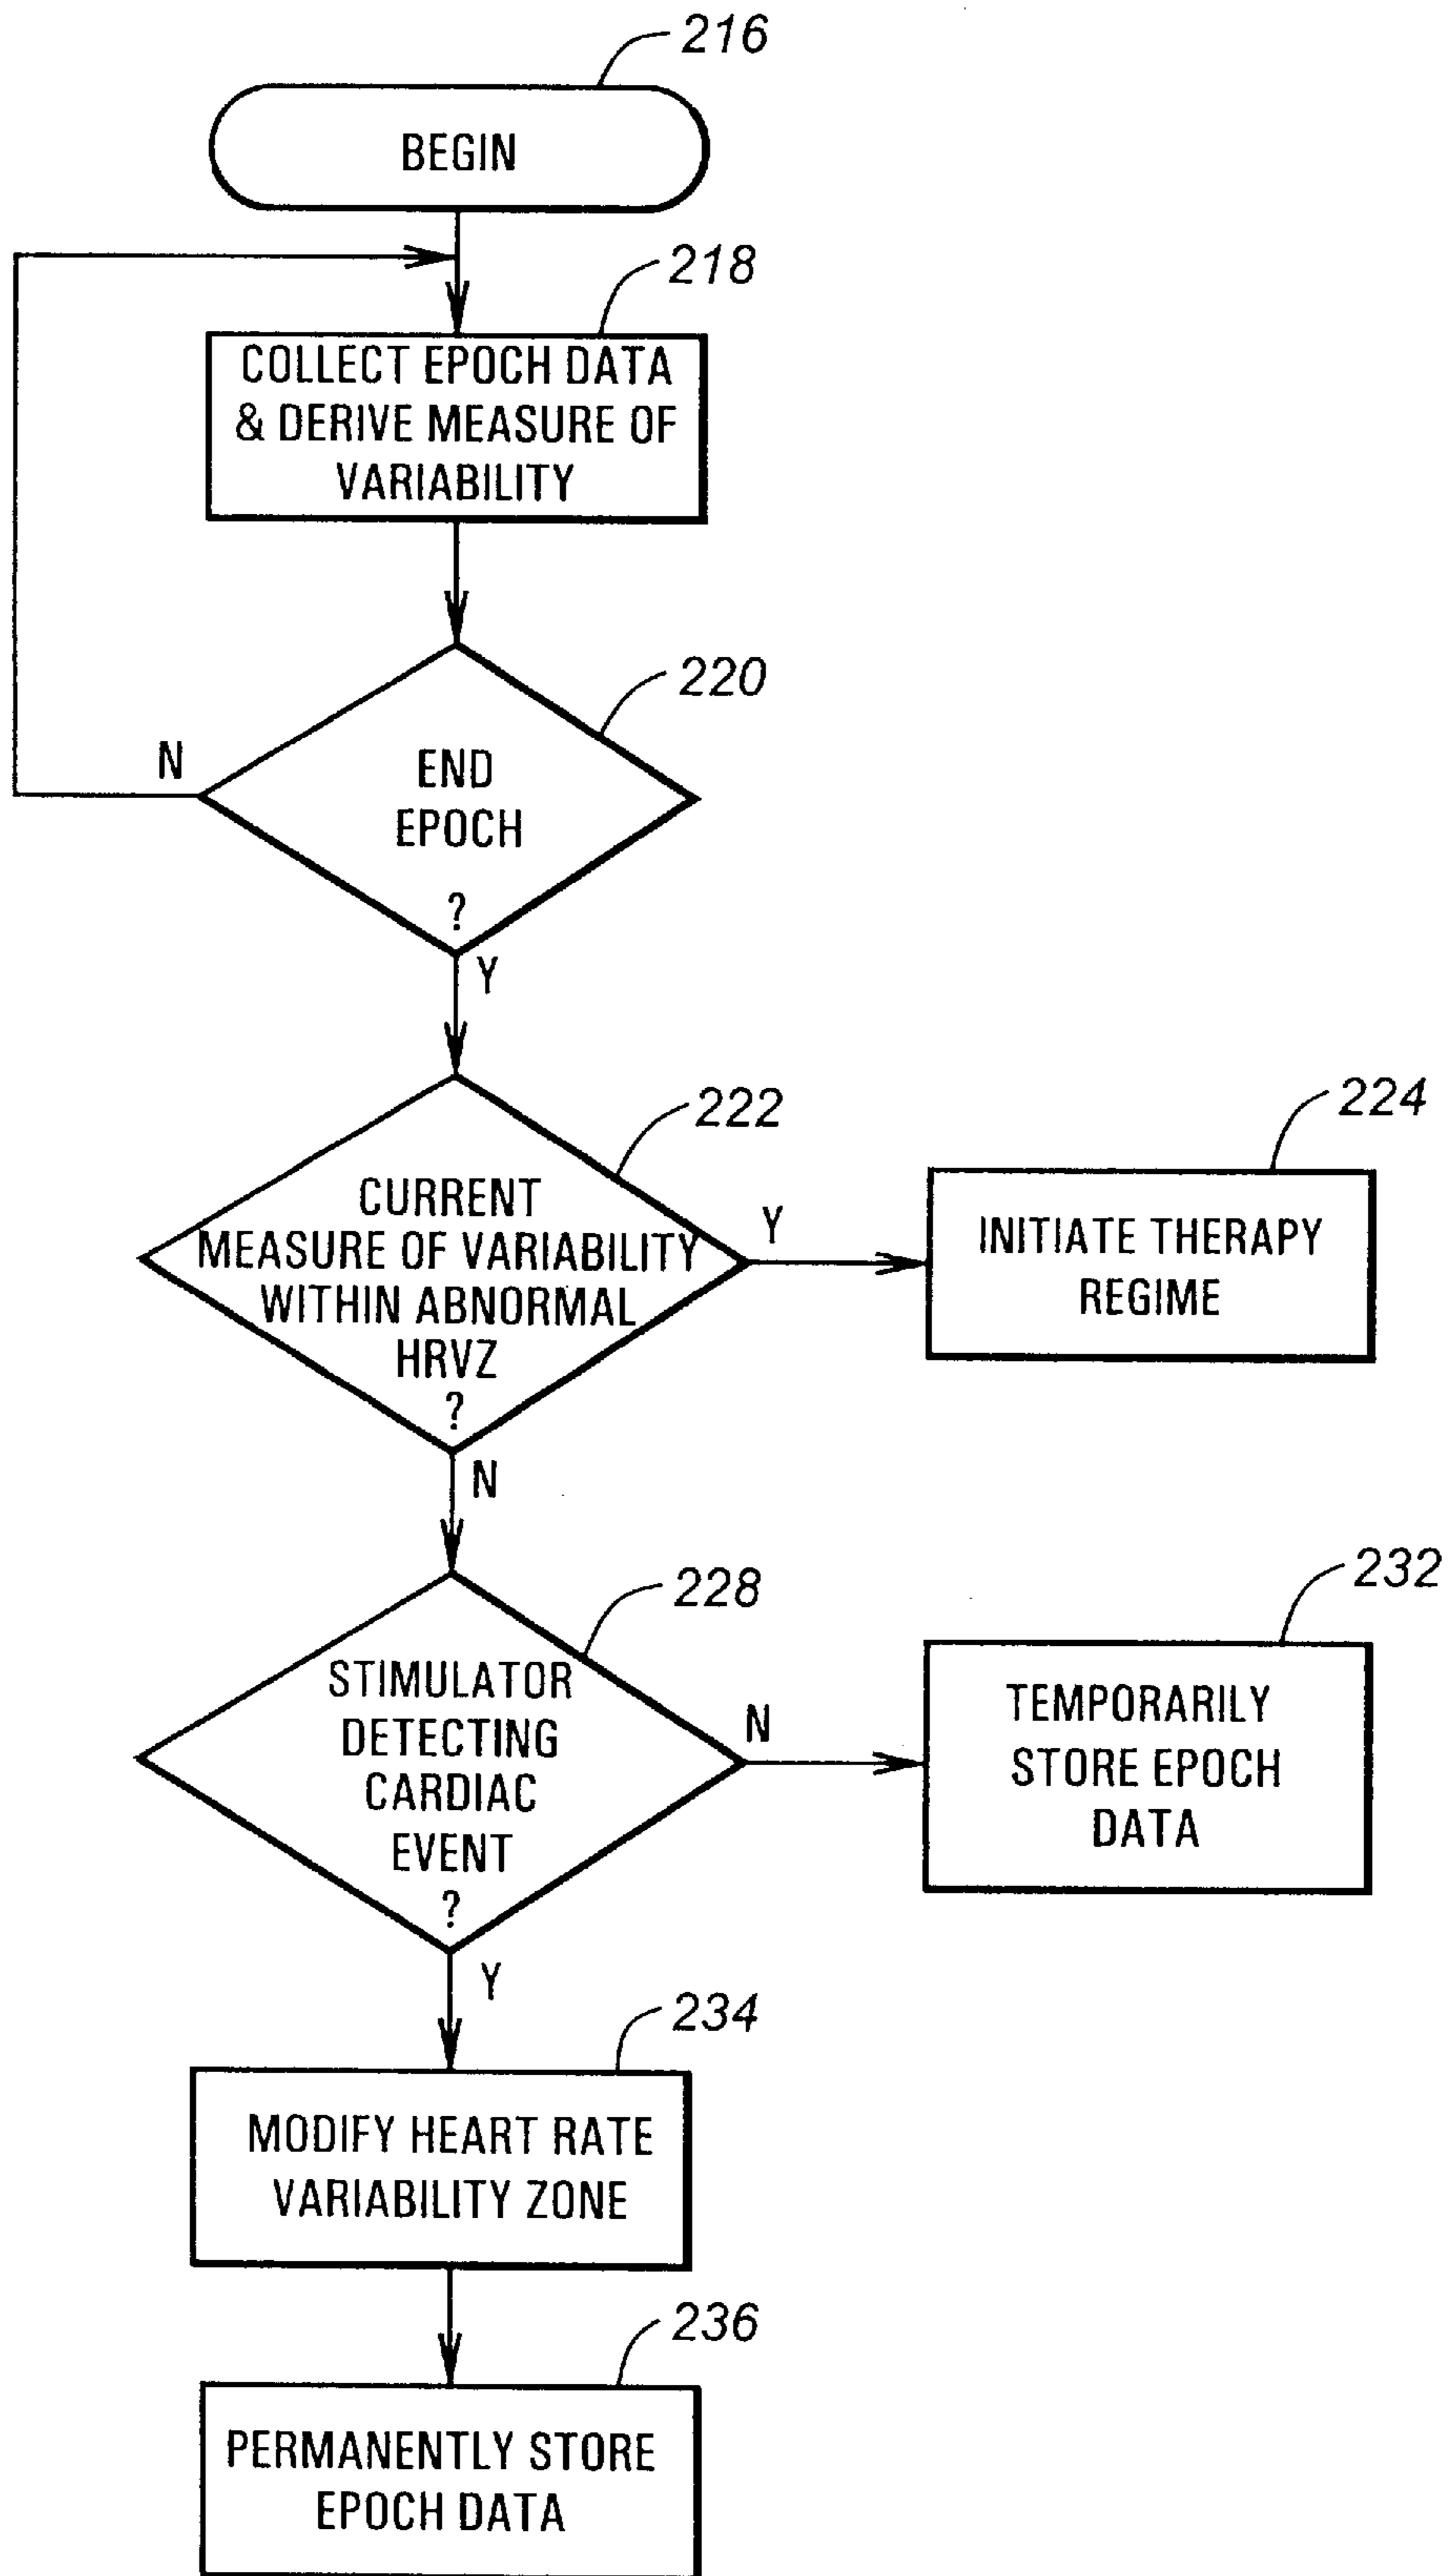 216
BEGIN
218
COLLECT EPOCH DATA
& DERIVE MEASURE OF
VARIABILITY
220
N
END
EPOCH
?
Y
222
224
CURRENT
MEASURE OF VARIABILITY
WITHIN ABNORMAL
HRVZ
?
Y
INITIATE THERAPY
REGIME
N
228
232
STIMULATOR
DETECTING
CARDIAC
EVENT
?
N
TEMPORARILY
STORE EPOCH
DATA
Y
234
MODIFY HEART RATE
VARIABILITY ZONE
236
PERMANENTLY STORE
EPOCH DATA